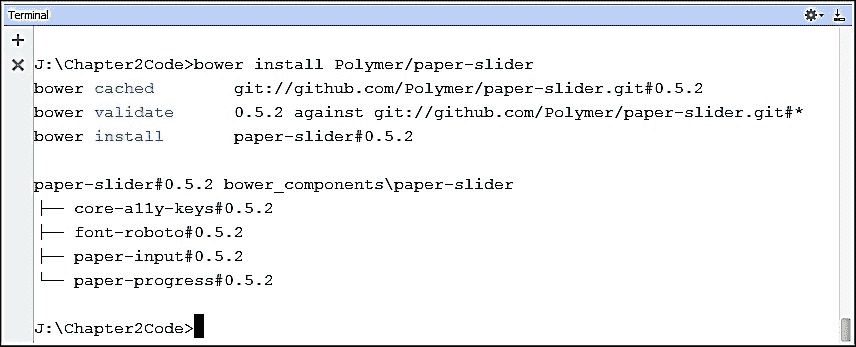 Terminal
J:\Chapter2Code>bower install Polymer/paper-slider
bower cached git://github.com/Polymer/paper-slider.git#0.5.2
bower validate 0.5.2 against git://github.com/Polymer/paper-slider.git#*
bower install paper-slider#0.5.2
paper-slider#0.5.2 bower_components\paper-slider
├── core-a11y-keys#0.5.2
├── font-roboto#0.5.2
├── paper-input#0.5.2
└── paper-progress#0.5.2
J:\Chapter2Code>